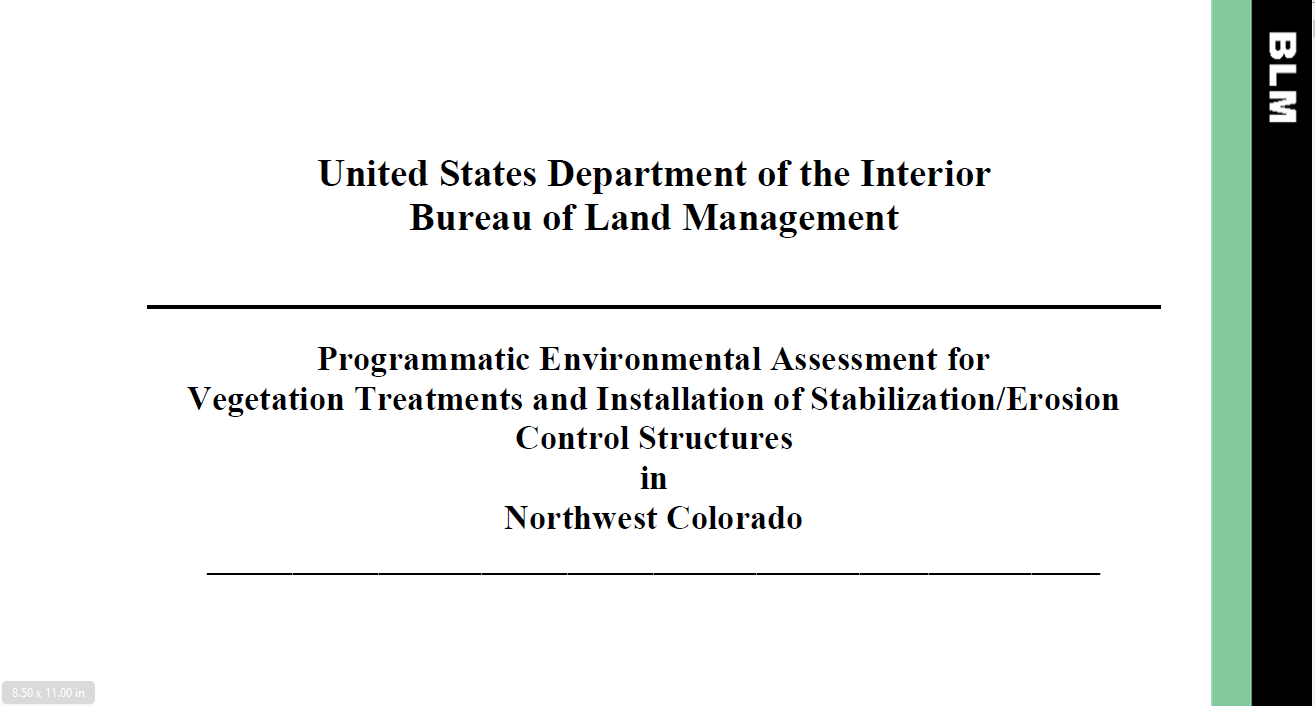 United States Department of the Interior
Bureau of Land Management
Programmatic Environmental Assessment for
Vegetation Treatments and Installation of Stabilization/Erosion
Control Structures
in
Northwest Colorado
BLM
8.50 x 11.00 in